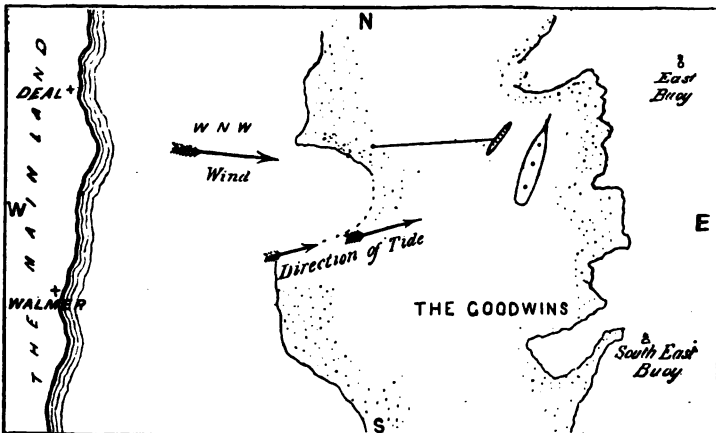 N
THE MAINLAND
DEAL
East
Buoy
WNW
Wind
W
E
Direction of Tide
WALMER
THE GOODWINS
South East
Buoy
S